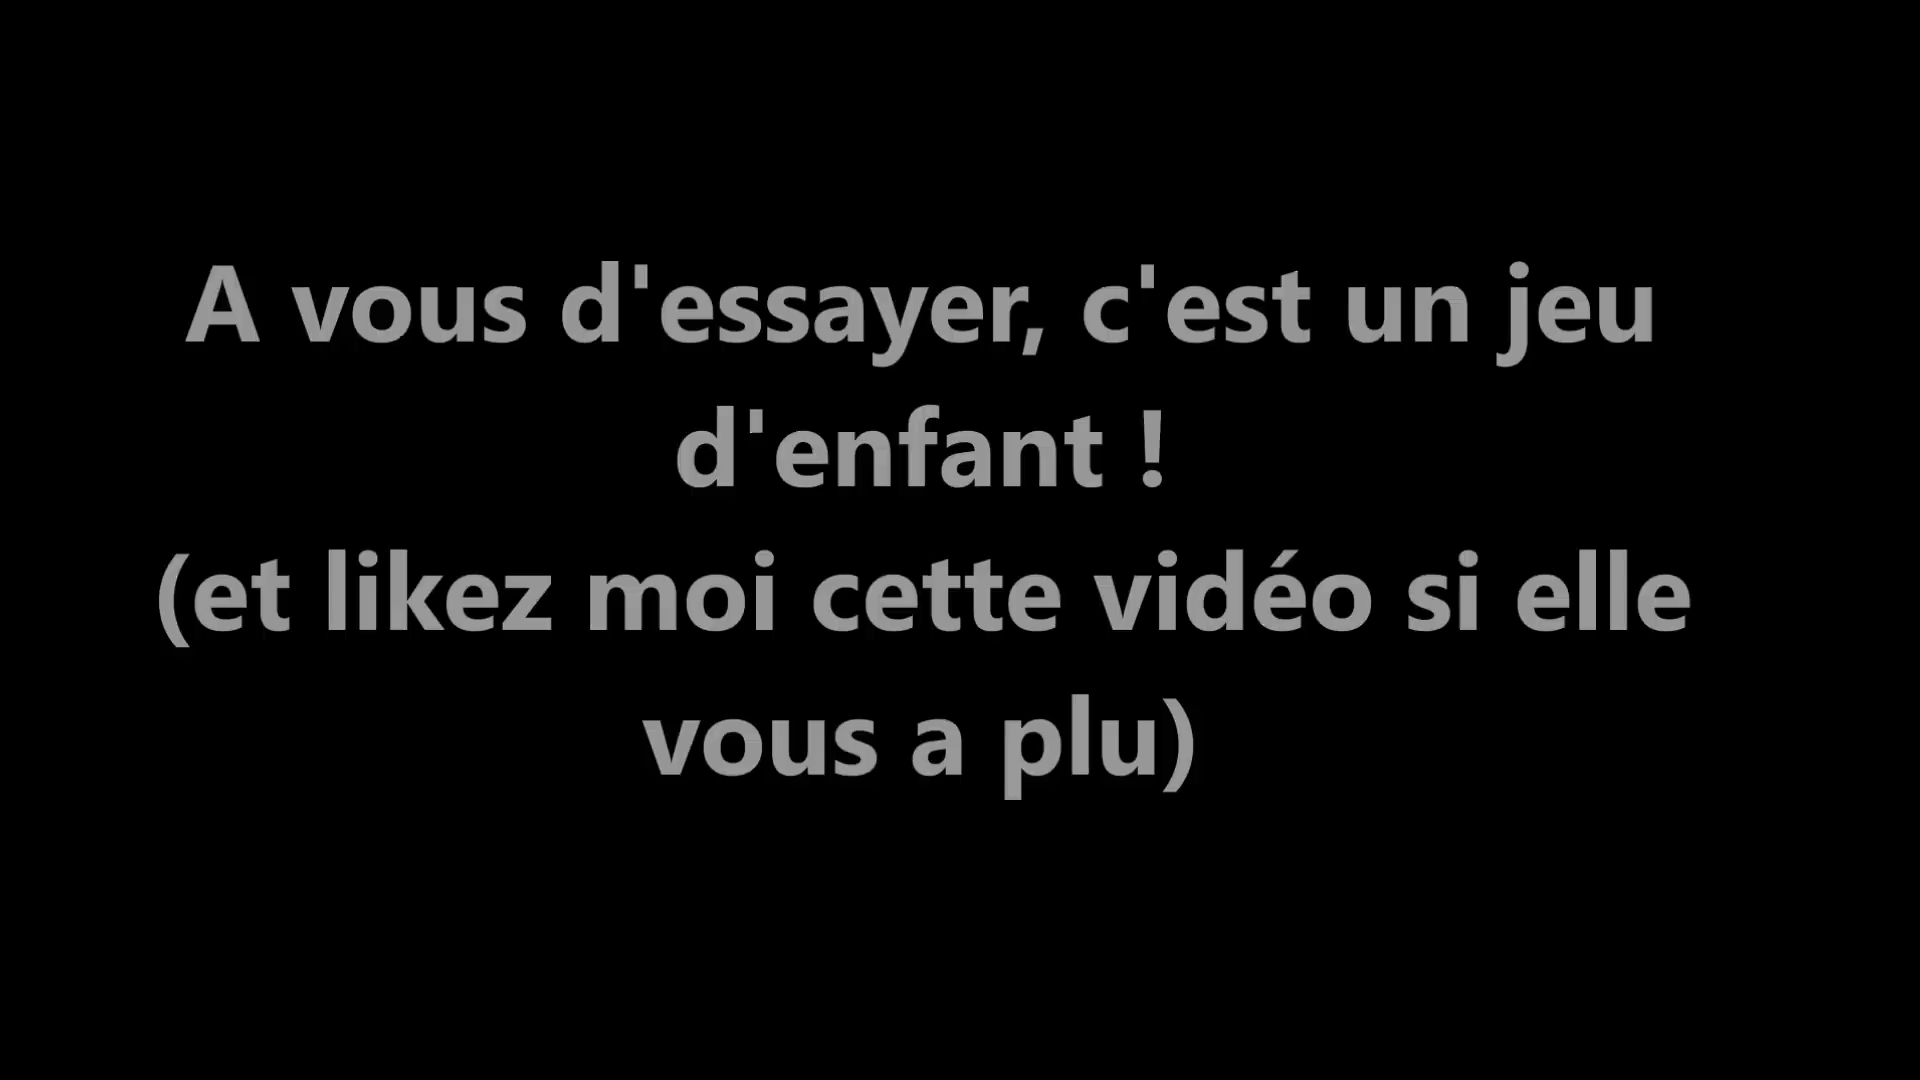 A vous d'essayer, c'est un jeu
d'enfant !
(et likez moi cette vidéo si elle
vous a plu)